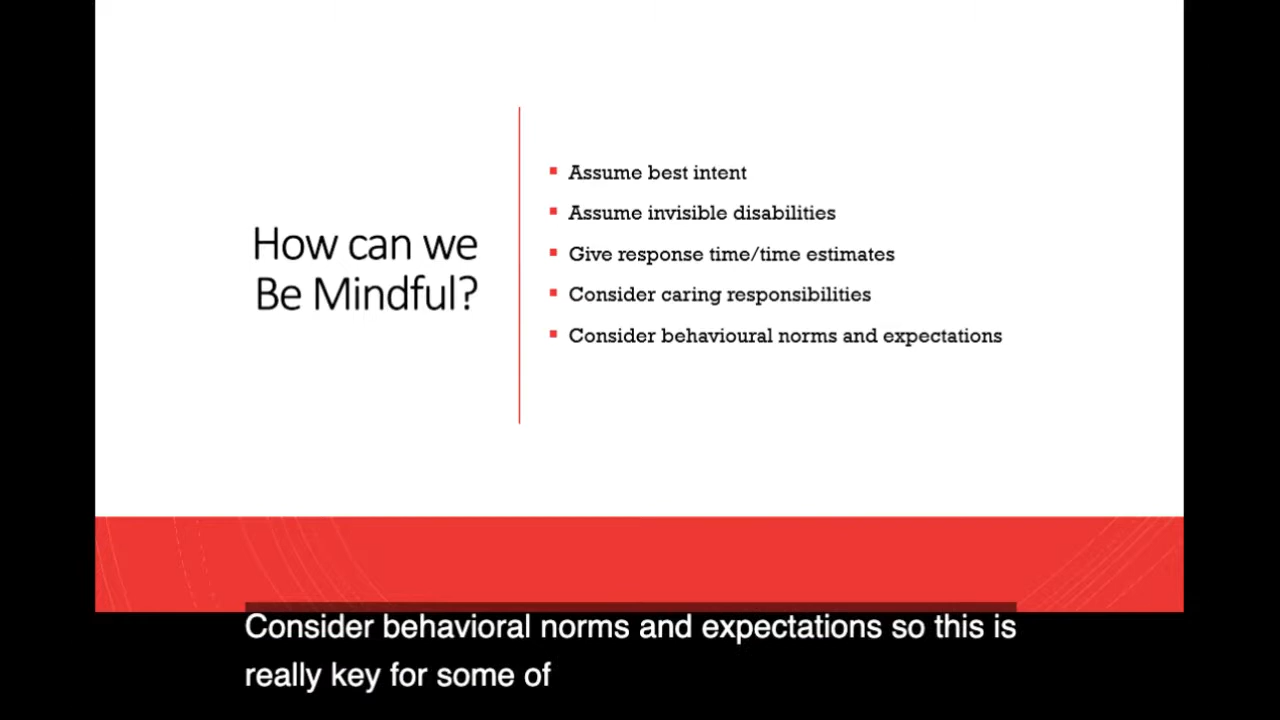 How can we
Be Mindful?
Assume best intent
Assume invisible disabilities
Give response time/time estimates
Consider caring responsibilities
Consider behavioural norms and expectations
Consider behavioral norms and expectations so this is
really key for some of